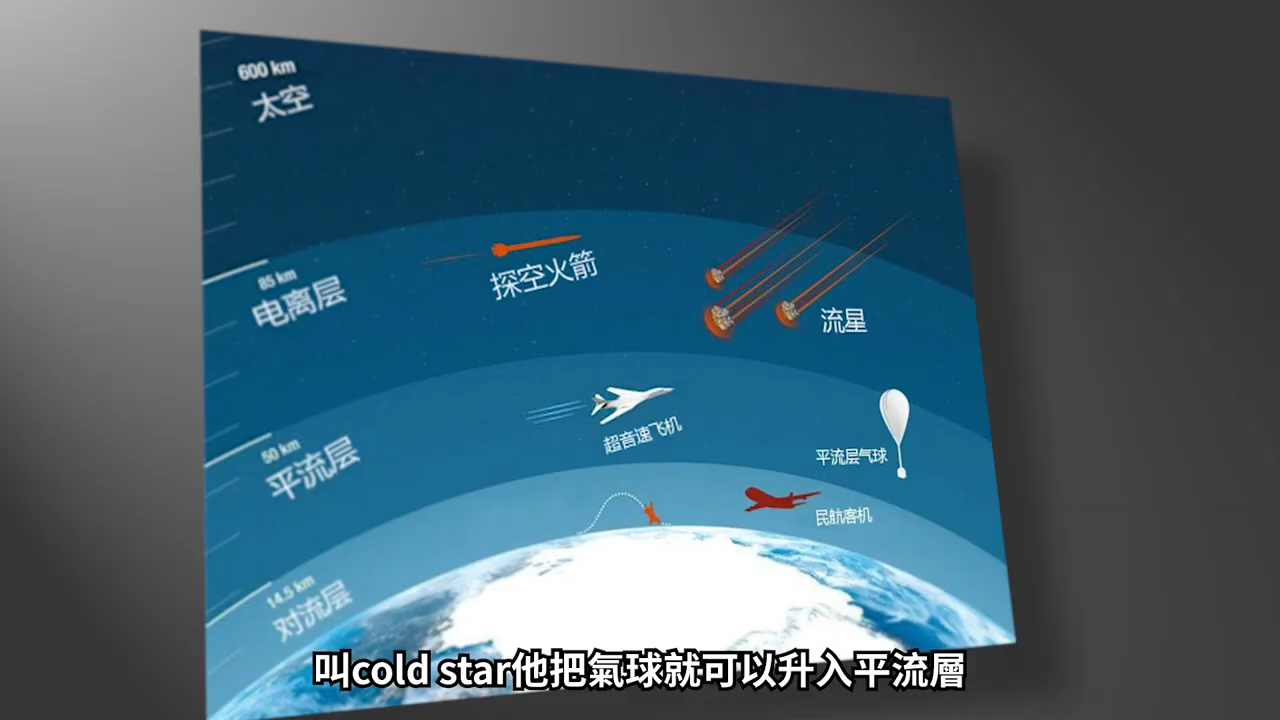 600 km
太空
85 km
电离层
探空火箭
流星
50 km
平流层
超音速飞机
平流层气球
民航客机
14.5 km
对流层
叫cold star他把氣球就可以升入平流層